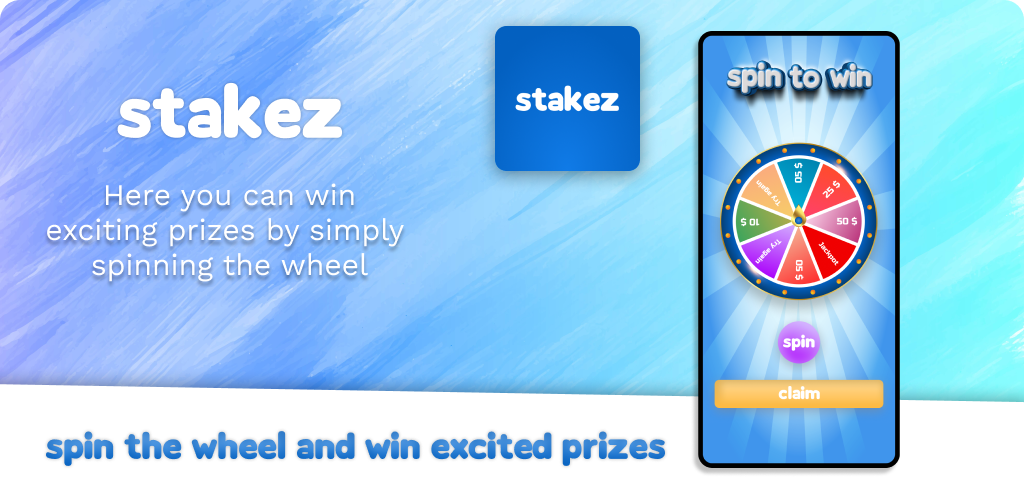 stakez
Here you can win
exciting prizes by simply
spinning the wheel
stakez
spin to win
50 $
25 $
50 $
Jackpot
50 $
Try again
10 $
Try again
spin
claim
spin the wheel and win excited prizes